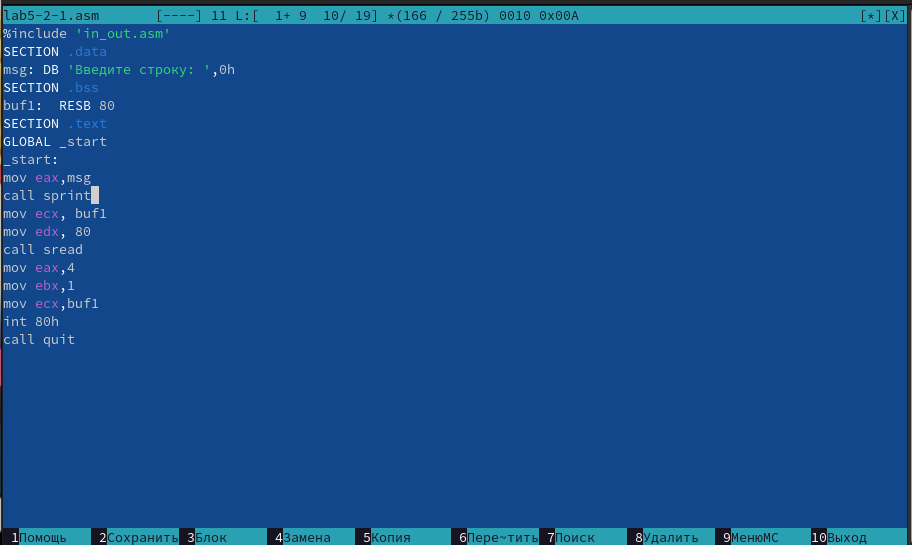 lab5-2-1.asm       [----] 11 L:[  1+ 9  10/ 19] *(166 / 255b) 0010 0x00A                                   [*][X]
%include 'in_out.asm'
SECTION .data
msg: DB 'Введите строку: ',0h
SECTION .bss
buf1:  RESB 80
SECTION .text
GLOBAL _start
_start:
mov eax,msg
call sprint
mov ecx, buf1
mov edx, 80
call sread
mov eax,4
mov ebx,1
mov ecx,buf1
int 80h
call quit
1Помощь 2Сохранить 3Блок 4Замена 5Копия 6Пере~тить 7Поиск 8Удалить 9МенюMC 10Выход